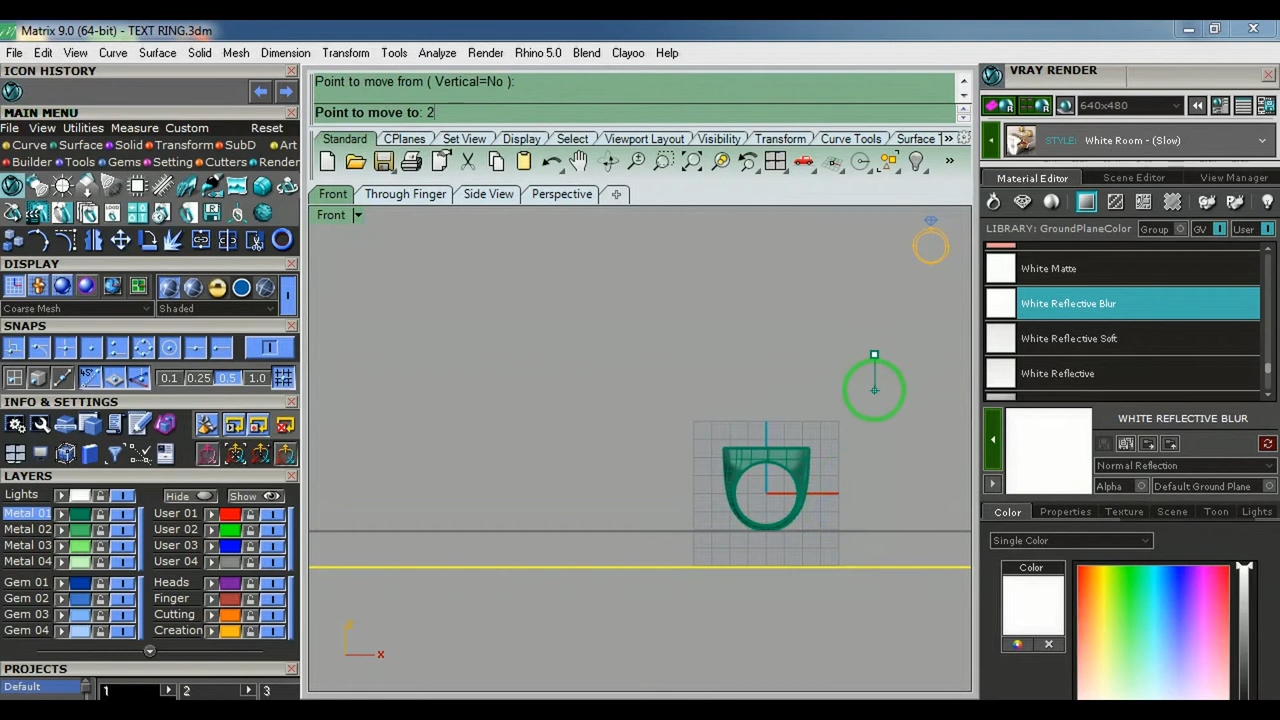 Matrix 9.0 (64-bit) - TEXT RING.3dm
File Edit View Curve Surface Solid Mesh Dimension Transform Tools Analyze Render Rhino 5.0 Blend Clayoo Help
ICON HISTORY
MAIN MENU
File View Utilities Measure Custom Reset
Curve Surface Solid Transform SubD Art
Builder Tools Gems Setting Cutters Render
DISPLAY
Coarse Mesh Shaded
SNAPS
45° 0.1 0.25 0.5 1.0
INFO & SETTINGS
LAYERS
Lights Hide Show
Metal 01 User 01
Metal 02 User 02
Metal 03 User 03
Metal 04 User 04
Gem 01 Heads
Gem 02 Finger
Gem 03 Cutting
Gem 04 Creation
PROJECTS
Default 1 2 3
Point to move from ( Vertical=No ):
Point to move to: 2
Standard CPlanes Set View Display Select Viewport Layout Visibility Transform Curve Tools Surface »
»
Front Through Finger Side View Perspective
Front
x
VRAY RENDER
640x480
STYLE: White Room - (Slow)
Material Editor Scene Editor View Manager
LIBRARY: GroundPlaneColor Group GV User
White Matte
White Reflective Blur
White Reflective Soft
White Reflective
WHITE REFLECTIVE BLUR
Normal Reflection
Alpha Default Ground Plane
Color Properties Texture Scene Toon Lights
Single Color
Color